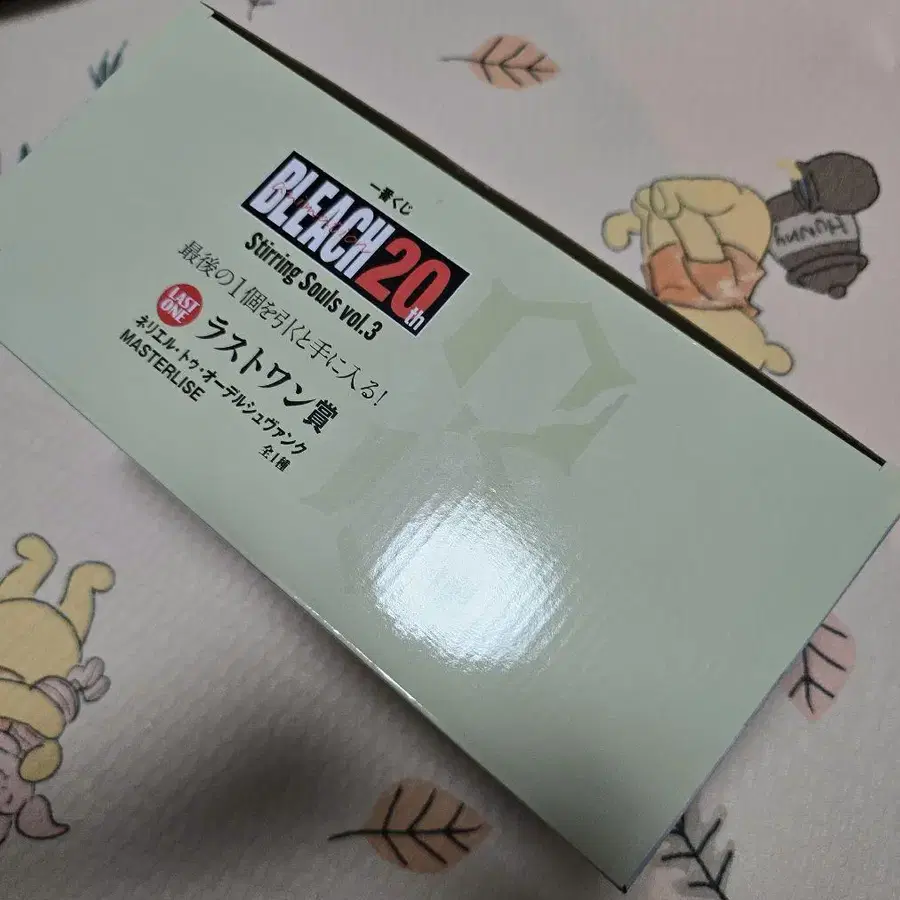 一番くじ
BLEACH 20th
Animation
Stirring Souls vol.3
最後の1個を引くと手に入る!
LAST ONE ラストワン賞
ネリエル・トゥ・オーデルシュヴァンク
MASTERLISE
全1種
Hunny